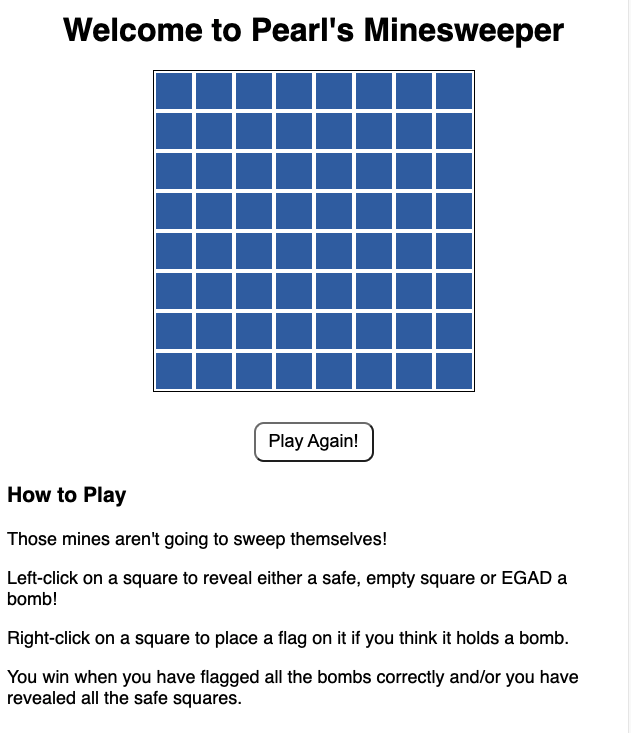 Welcome to Pearl's Minesweeper
Play Again!
How to Play
Those mines aren't going to sweep themselves!
Left-click on a square to reveal either a safe, empty square or EGAD a
bomb!
Right-click on a square to place a flag on it if you think it holds a bomb.
You win when you have flagged all the bombs correctly and/or you have
revealed all the safe squares.